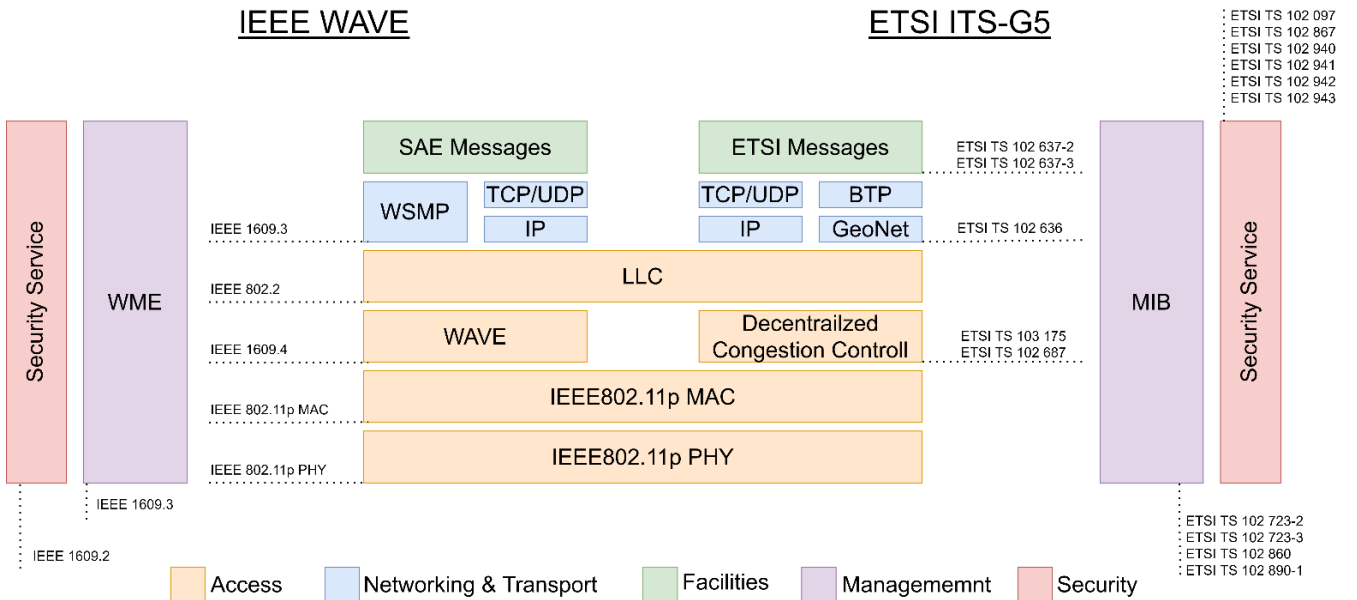 IEEE WAVE
ETSI ITS-G5
ETSI TS 102 097
ETSI TS 102 867
ETSI TS 102 940
ETSI TS 102 941
ETSI TS 102 942
ETSI TS 102 943
Security Service
WME
SAE Messages
ETSI Messages
ETSI TS 102 637-2
ETSI TS 102 637-3
WSMP
TCP/UDP
IP
TCP/UDP
BTP
IP
GeoNet
IEEE 1609.3
ETSI TS 102 636
LLC
IEEE 802.2
WAVE
Decentrailzed
Congestion Controll
IEEE 1609.4
ETSI TS 103 175
ETSI TS 102 687
IEEE802.11p MAC
IEEE 802.11p MAC
IEEE802.11p PHY
IEEE 802.11p PHY
MIB
Security Service
IEEE 1609.3
IEEE 1609.2
ETSI TS 102 723-2
ETSI TS 102 723-3
ETSI TS 102 860
ETSI TS 102 890-1
Access
Networking & Transport
Facilities
Managememnt
Security